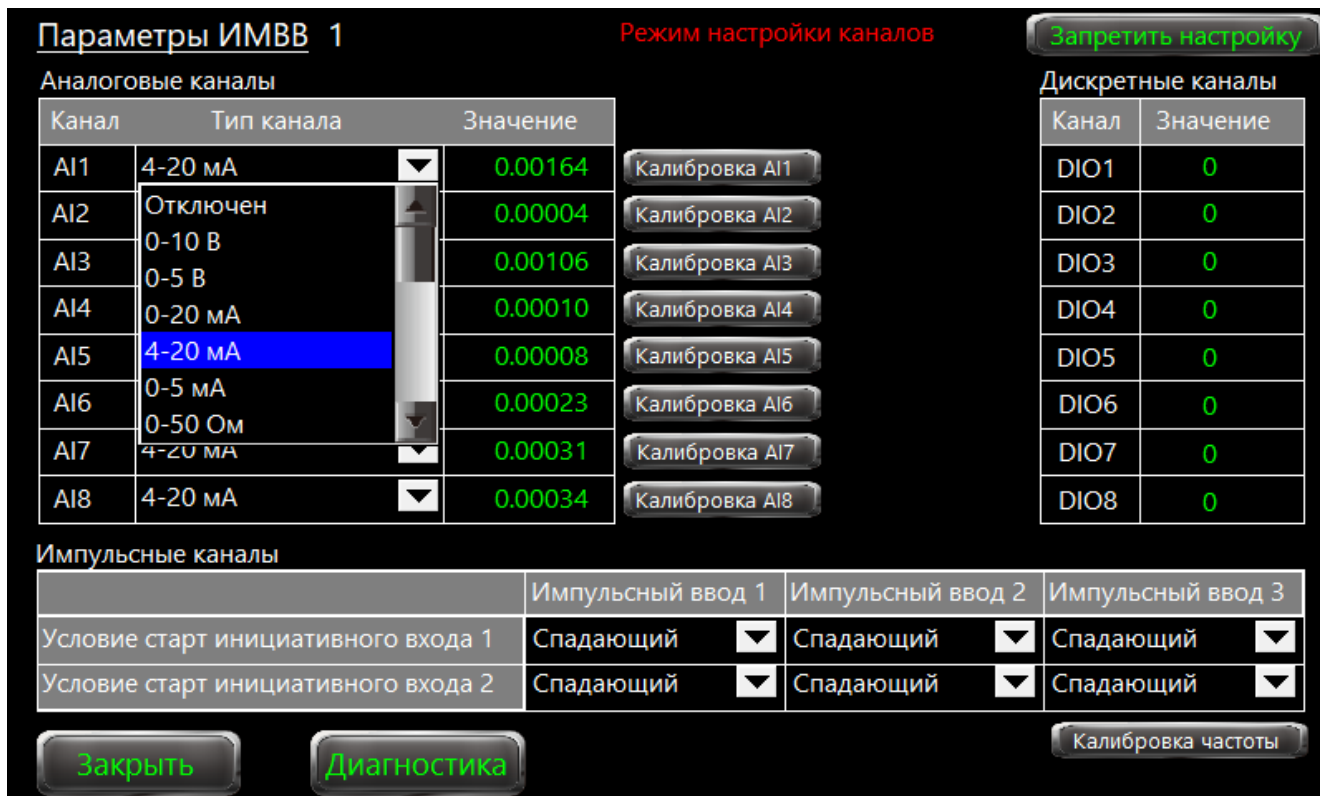 Параметры ИМВВ 1 Режим настройки каналов Запретить настройку
Аналоговые каналы Дискретные каналы
Канал Тип канала Значение Канал Значение
AI1 4-20 мА 0.00164 Калибровка AI1 DIO1 0
AI2 Отключен 0.00004 Калибровка AI2 DIO2 0
0-10 В
AI3 0.00106 Калибровка AI3 DIO3 0
0-5 В
AI4 0-20 мА 0.00010 Калибровка AI4 DIO4 0
AI5 4-20 мА 0.00008 Калибровка AI5 DIO5 0
0-5 мА
AI6 0.00023 Калибровка AI6 DIO6 0
0-50 Ом
AI7 4-20 мА 0.00031 Калибровка AI7 DIO7 0
AI8 4-20 мА 0.00034 Калибровка AI8 DIO8 0
Импульсные каналы
Импульсный ввод 1 Импульсный ввод 2 Импульсный ввод 3
Условие старт инициативного входа 1 Спадающий Спадающий Спадающий
Условие старт инициативного входа 2 Спадающий Спадающий Спадающий
Калибровка частоты
Закрыть Диагностика